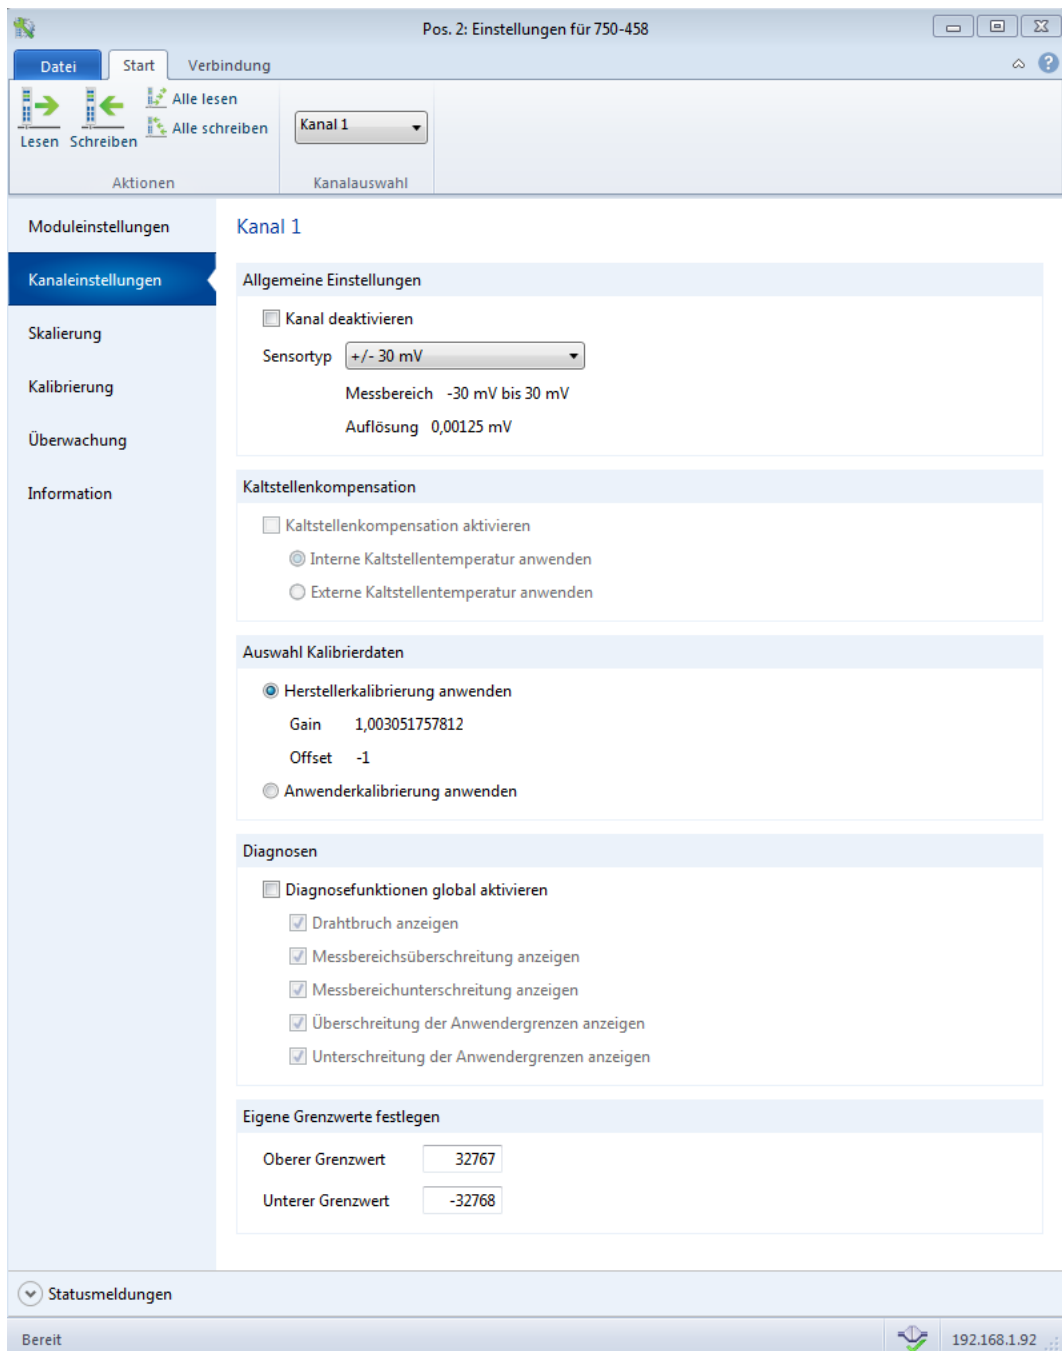 Pos. 2: Einstellungen für 750-458
Datei Start Verbindung
Lesen Schreiben
Alle lesen
Alle schreiben
Aktionen
Kanal 1
Kanalauswahl
Moduleinstellungen
Kanaleinstellungen
Skalierung
Kalibrierung
Überwachung
Information
Kanal 1
Allgemeine Einstellungen
Kanal deaktivieren
Sensortyp +/- 30 mV
Messbereich -30 mV bis 30 mV
Auflösung 0,00125 mV
Kaltstellenkompensation
Kaltstellenkompensation aktivieren
Interne Kaltstellentemperatur anwenden
Externe Kaltstellentemperatur anwenden
Auswahl Kalibrierdaten
Herstellerkalibrierung anwenden
Gain 1,003051757812
Offset -1
Anwenderkalibrierung anwenden
Diagnosen
Diagnosefunktionen global aktivieren
Drahtbruch anzeigen
Messbereichsüberschreitung anzeigen
Messbereichunterschreitung anzeigen
Überschreitung der Anwendergrenzen anzeigen
Unterschreitung der Anwendergrenzen anzeigen
Eigene Grenzwerte festlegen
Oberer Grenzwert 32767
Unterer Grenzwert -32768
Statusmeldungen
Bereit 192.168.1.92